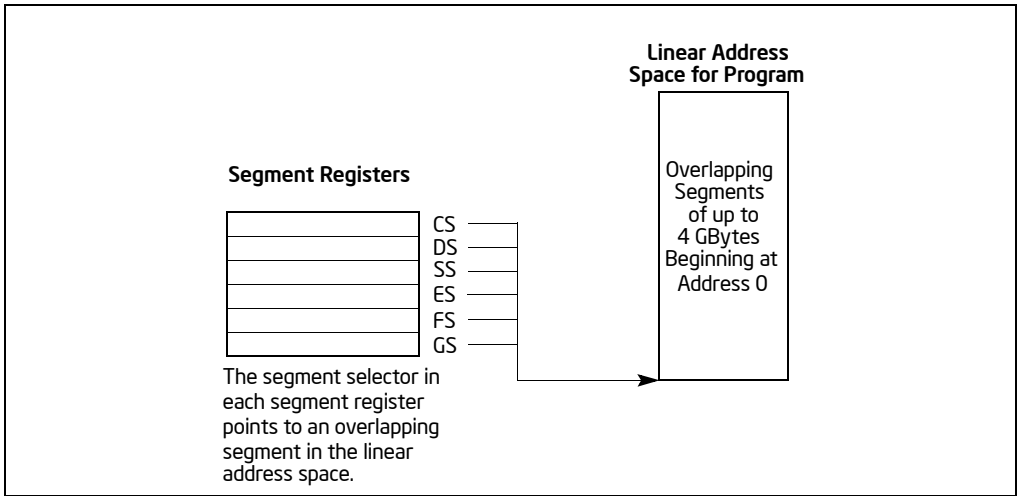 Linear Address
Space for Program
Overlapping
Segments
of up to
4 GBytes
Beginning at
Address 0
Segment Registers
CS
DS
SS
ES
FS
GS
The segment selector in
each segment register
points to an overlapping
segment in the linear
address space.